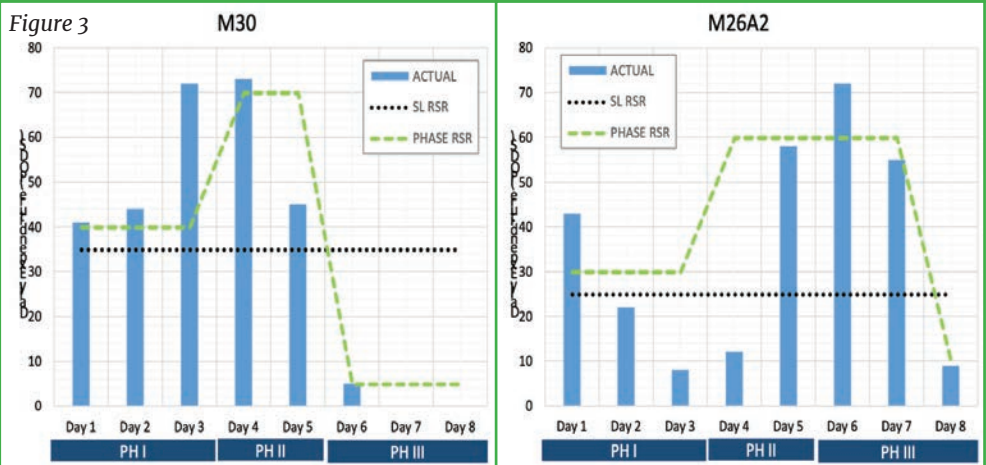 Figure 3
M30
80
70
60
50
40
30
20
10
0
ACTUAL
SL RSR
PHASE RSR
Day 1 Day 2 Day 3 Day 4 Day 5 Day 6 Day 7 Day 8
PH I PH II PH III
M26A2
80
70
60
50
40
30
20
10
0
ACTUAL
SL RSR
PHASE RSR
Day 1 Day 2 Day 3 Day 4 Day 5 Day 6 Day 7 Day 8
PH I PH II PH III